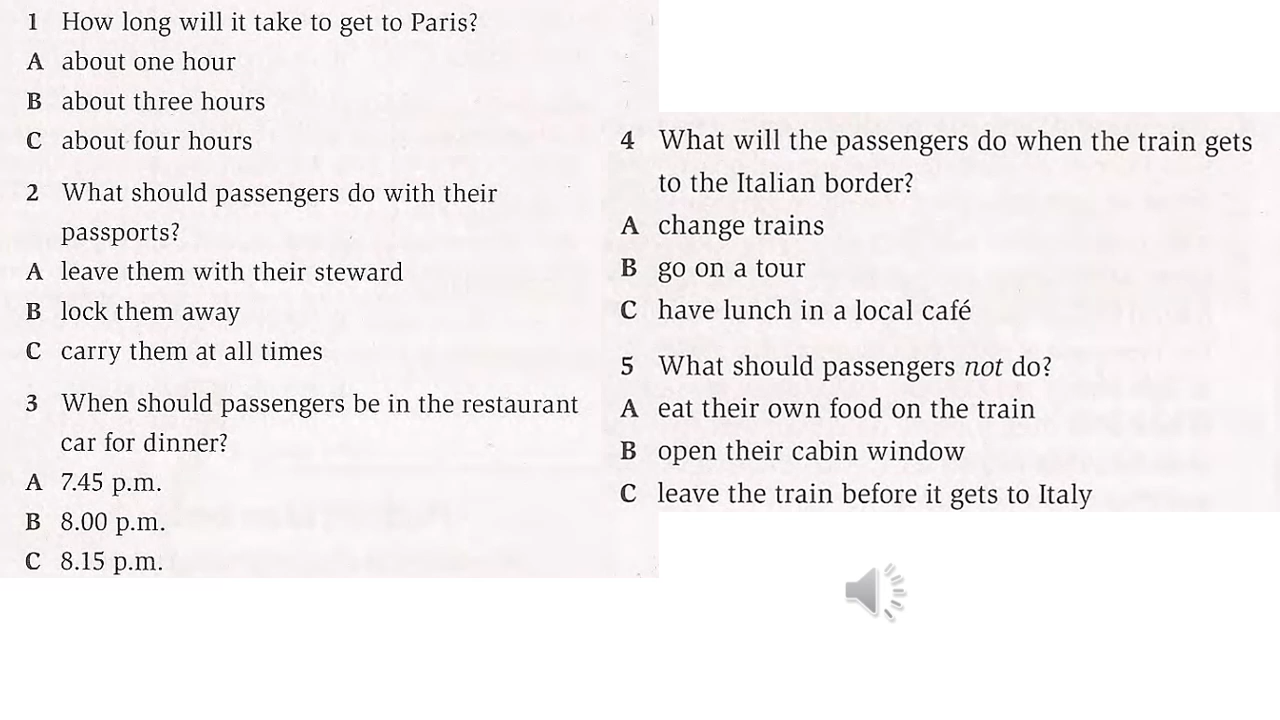 1 How long will it take to get to Paris?
A about one hour
B about three hours
C about four hours
2 What should passengers do with their
passports?
A leave them with their steward
B lock them away
C carry them at all times
3 When should passengers be in the restaurant
car for dinner?
A 7.45 p.m.
B 8.00 p.m.
C 8.15 p.m.
4 What will the passengers do when the train gets
to the Italian border?
A change trains
B go on a tour
C have lunch in a local café
5 What should passengers not do?
A eat their own food on the train
B open their cabin window
C leave the train before it gets to Italy